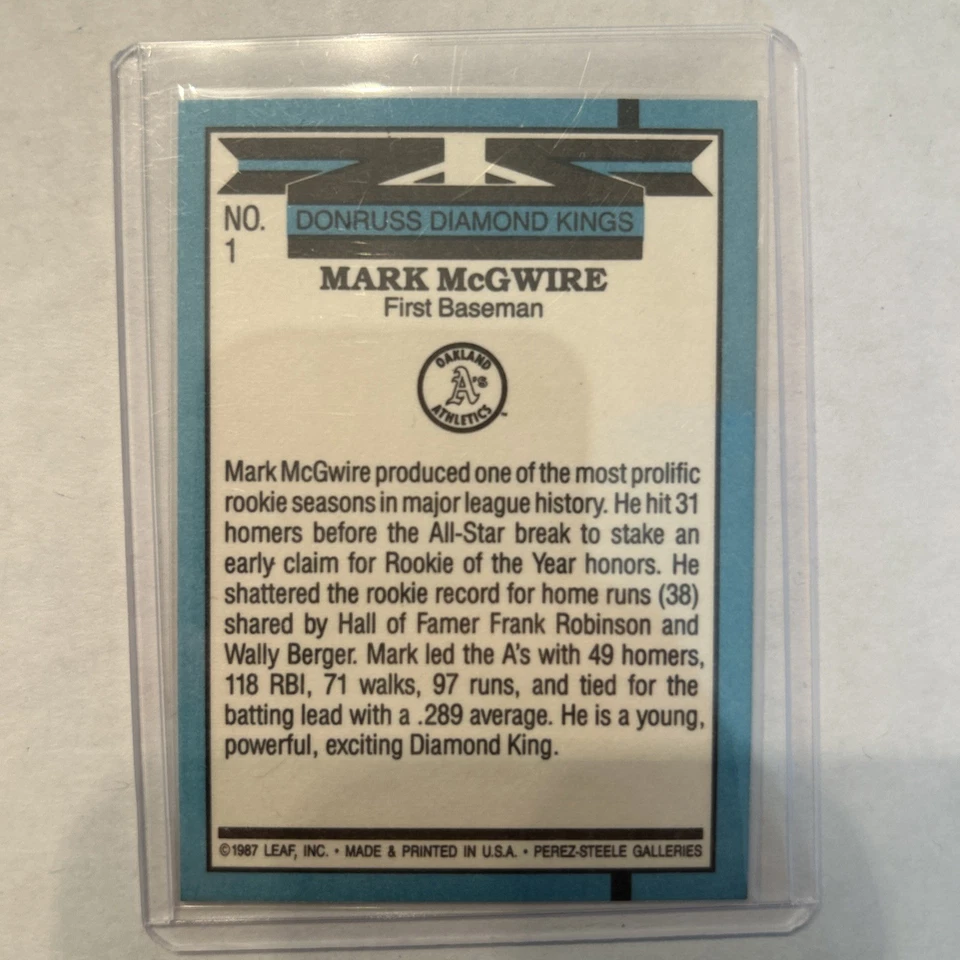 NO.
1
DONRUSS DIAMOND KINGS
MARK McGWIRE
First Baseman
OAKLAND
A's
ATHLETICS
Mark McGwire produced one of the most prolific
rookie seasons in major league history. He hit 31
homers before the All-Star break to stake an
early claim for Rookie of the Year honors. He
shattered the rookie record for home runs (38)
shared by Hall of Famer Frank Robinson and
Wally Berger. Mark led the A's with 49 homers,
118 RBI, 71 walks, 97 runs, and tied for the
batting lead with a .289 average. He is a young,
powerful, exciting Diamond King.
©1987 LEAF, INC. • MADE & PRINTED IN U.S.A. • PEREZ-STEELE GALLERIES